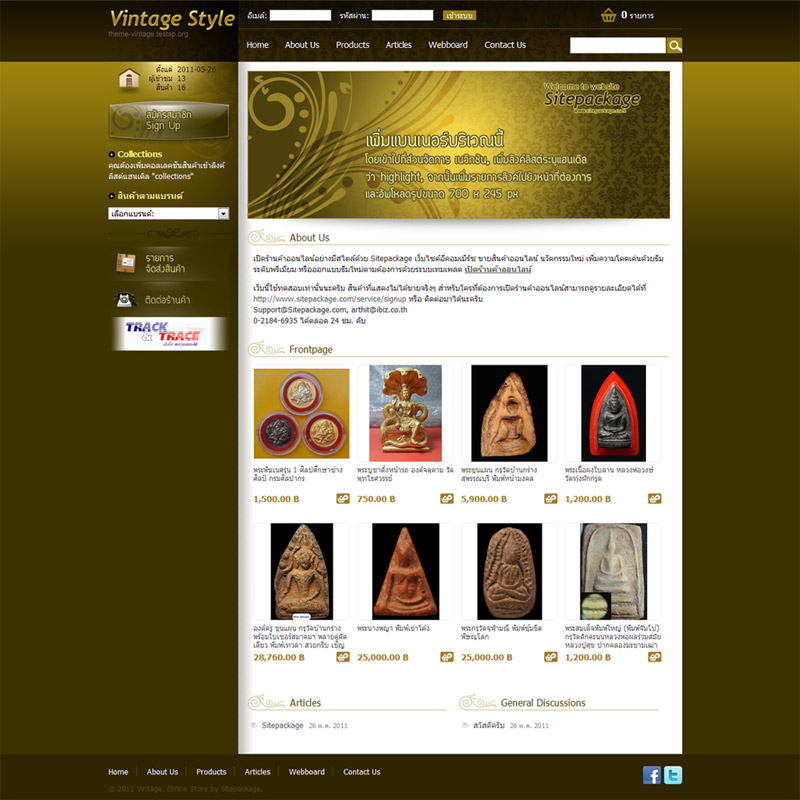 Vintage Style
theme-vintage.testsp.org
อีเมล์:
รหัสผ่าน:
เข้าระบบ
0 รายการ
Home
About Us
Products
Articles
Webboard
Contact Us
ตั้งแต่ 2011-05-26
ผู้เข้าชม 13
สินค้า 16
สมัครสมาชิก
Sign Up
Collections
คุณต้องเพิ่มคอลเลคชันสินค้าเข้าลิงค์
ลิสต์แฮนเดิล "collections"
สินค้าตามแบรนด์
เลือกแบรนด์:
รายการ
จัดส่งสินค้า
ติดต่อร้านค้า
TRACK
& TRACE
Welcome to website
Sitepackage
www.sitepackage.com
เพิ่มแบนเนอร์บริเวณนี้
โดยเข้าไปที่ส่วนจัดการ เนวิกชัน, เพิ่มลิงค์ลิสต์ระบุแฮนเดิล
ว่า highlight, จากนั้นเพิ่มรายการลิงค์ไปยังหน้าที่ต้องการ
และอัพโหลดรูปขนาด 700 x 245 px
About Us
เปิดร้านค้าออนไลน์อย่างมีสไตล์ด้วย Sitepackage เว็บไซต์อีคอมเมิร์ช ขายสินค้าออนไลน์ นวัตกรรมใหม่ เพิ่มความโดดเด่นด้วยธีม
ระดับพรีเมียม หรือออกแบบธีมใหม่ตามต้องการด้วยระบบเทมเพลต เปิดร้านค้าออนไลน์
เว็บนี้ใช้ทดสอบเท่านั้นนะครับ สินค้าที่แสดงไม่ได้ขายจริงๆ สำหรับใครที่ต้องการเปิดร้านค้าออนไลน์สามารถดูรายละเอียดได้ที่
http://www.sitepackage.com/service/signup หรือ ติดต่อมาได้นะครับ
Support@Sitepackage.com, arthit@ibiz.co.th
0-2184-6935 ได้ตลอด 24 ชม. คับ
Frontpage
พระพิฆเนศรุ่น 1 ศิลปศึกษาช่าง
ศิลป์ กรมศิลปากร
1,500.00 B
พระบูชาตั้งหน้ารถ องค์จตุคาม วัด
พุทไธศวรรย์
750.00 B
พระขุนแผน กรุวัดบ้านกร่าง
สุพรรณบุรี พิมพ์หน้ามงคล
5,900.00 B
พระเนื้อผงใบลาน หลวงพ่อวงษ์
วัดทุ่งผักกรูด
1,200.00 B
องค์ครู ขุนแผน กรุวัดบ้านกร่าง
พร้อมใบเซอร์สมาคมฯ พลายคู่ตัด
เดี่ยว พิมพ์เทวดา สวยกริบ เชิญ
28,760.00 B
พระนางพญา พิมพ์เข่าโค้ง
25,000.00 B
พระกรุวัดจุฬามณี พิมพ์ซุ้มขีด
พิษณุโลก
25,000.00 B
พระสมเด็จพิมพ์ใหญ่ (พิมพ์จัมโบ้)
กรุวัดตักคะนนหลวงพ่อผลร่วมสมัย
หลวงปู่ศุข ปากคลองมะขามเฒ่า
1,200.00 B
Articles
Sitepackage 26 พ.ค. 2011
General Discussions
สวัสดีครับ 26 พ.ค. 2011
Home
About Us
Products
Articles
Webboard
Contact Us
© 2011 Vintage. Online Store by Sitepackage.